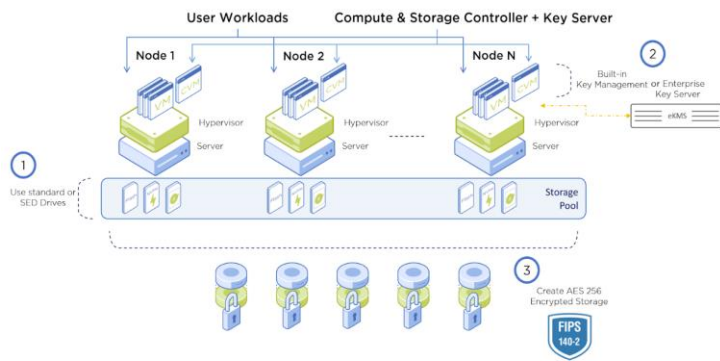 User Workloads
Compute & Storage Controller + Key Server
Node 1
Node 2
Node N
2
VM
CVM
VM
CVM
VM
CVM
Built-in
Key Management or Enterprise
Key Server
Hypervisor
Hypervisor
Hypervisor
eKMS
Server
Server
Server
1
Use standard or
SED Drives
Storage
Pool
3
Create AES 256
Encrypted Storage
FIPS
140-2